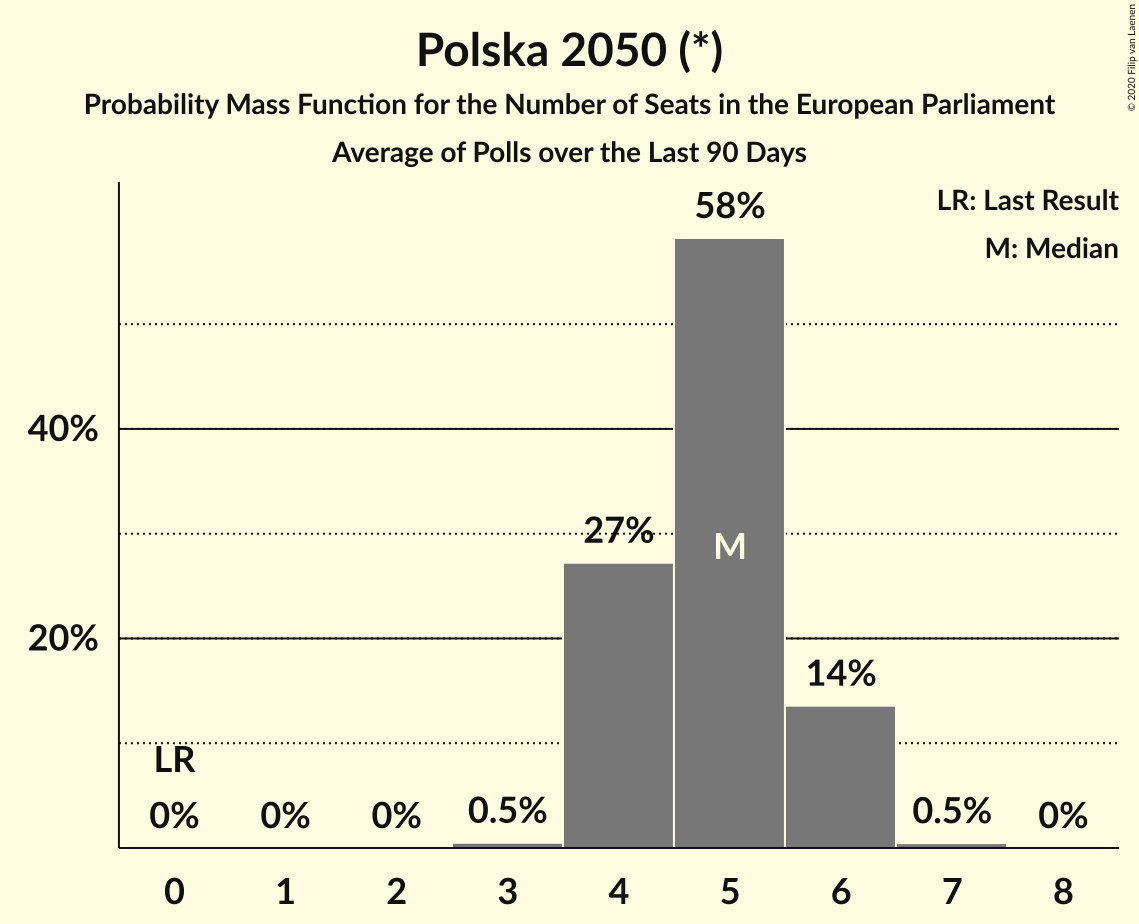 Polska 2050 (*)
Probability Mass Function for the Number of Seats in the European Parliament
Average of Polls over the Last 90 Days
© 2020 Filip van Laenen
LR: Last Result
M: Median
58%
40%
27%
M
20%
14%
LR
0% 0% 0% 0.5% 0.5% 0%
0 1 2 3 4 5 6 7 8